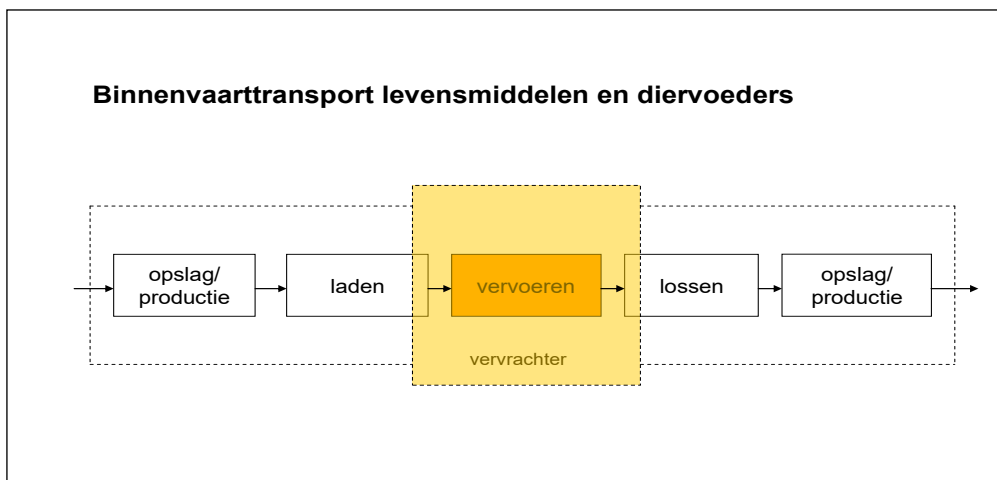 Binnenvaarttransport levensmiddelen en diervoeders
opslag/
productie
laden
vervoeren
lossen
opslag/
productie
vervrachter